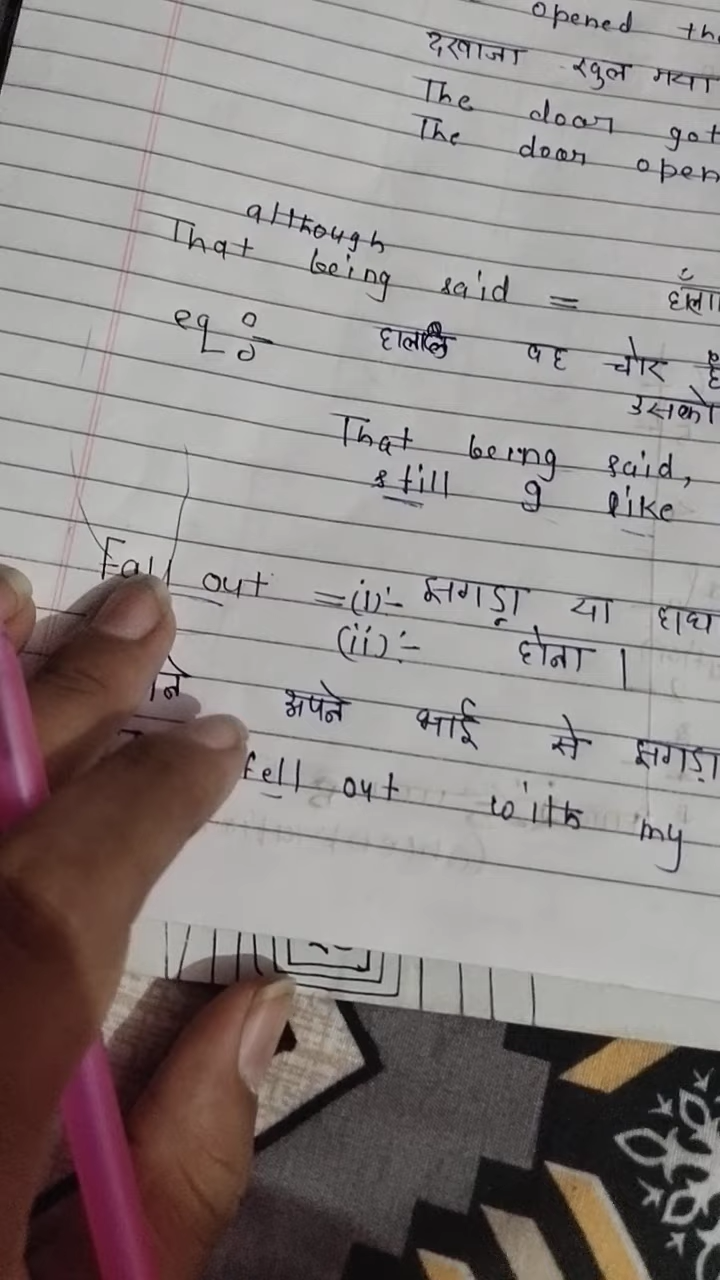 opened
दरवाजा खुल गया
The door got
The door open
although
That being said =
eg हालाकि वह चोर
उसको
That being said,
still I like
Fall out = (i):- झगड़ा या हाथ
(ii):- होना ।
ने अपने भाई से झगड़ा
fell out with my